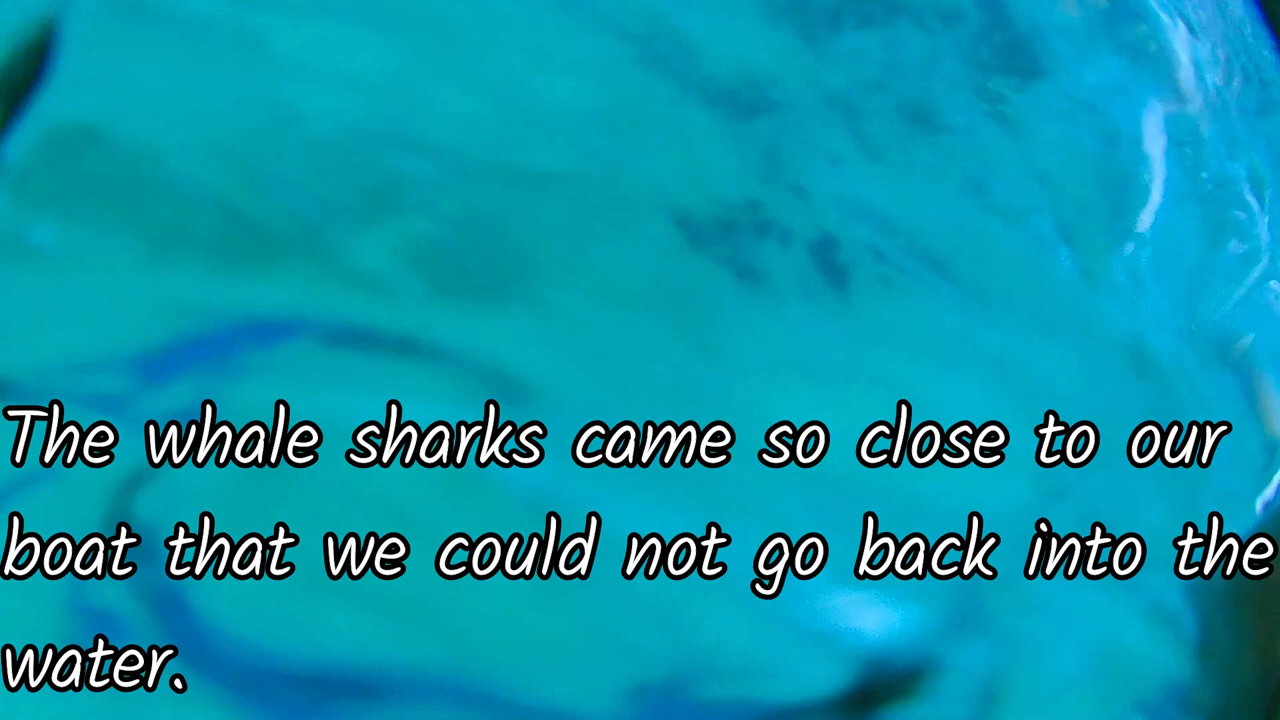 The whale sharks came so close to our
boat that we could not go back into the
water.